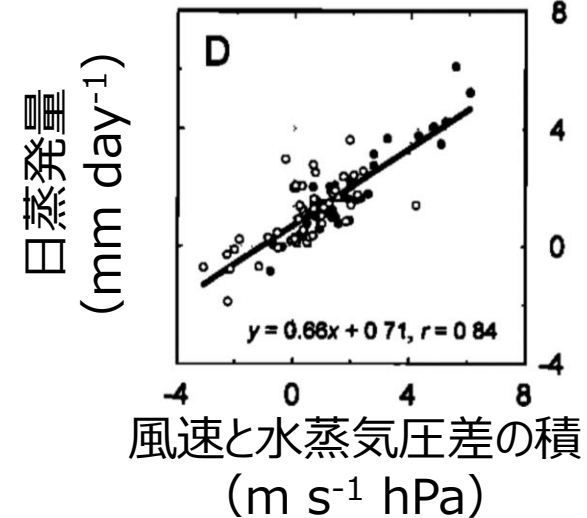 D
日蒸発量
(mm day-1)
8
4
0
-4
y = 0.66x + 0 71, r = 0 84
-4 0 4 8
風速と水蒸気圧差の積
(m s-1 hPa)